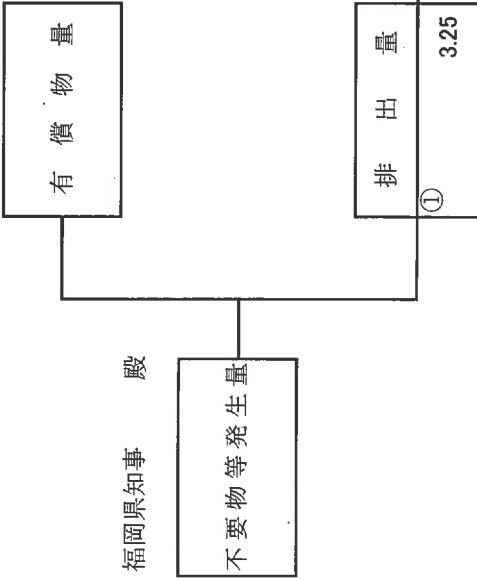 福岡県知事　殿
不要物等発生量
有償物量
排出量
①
3.25